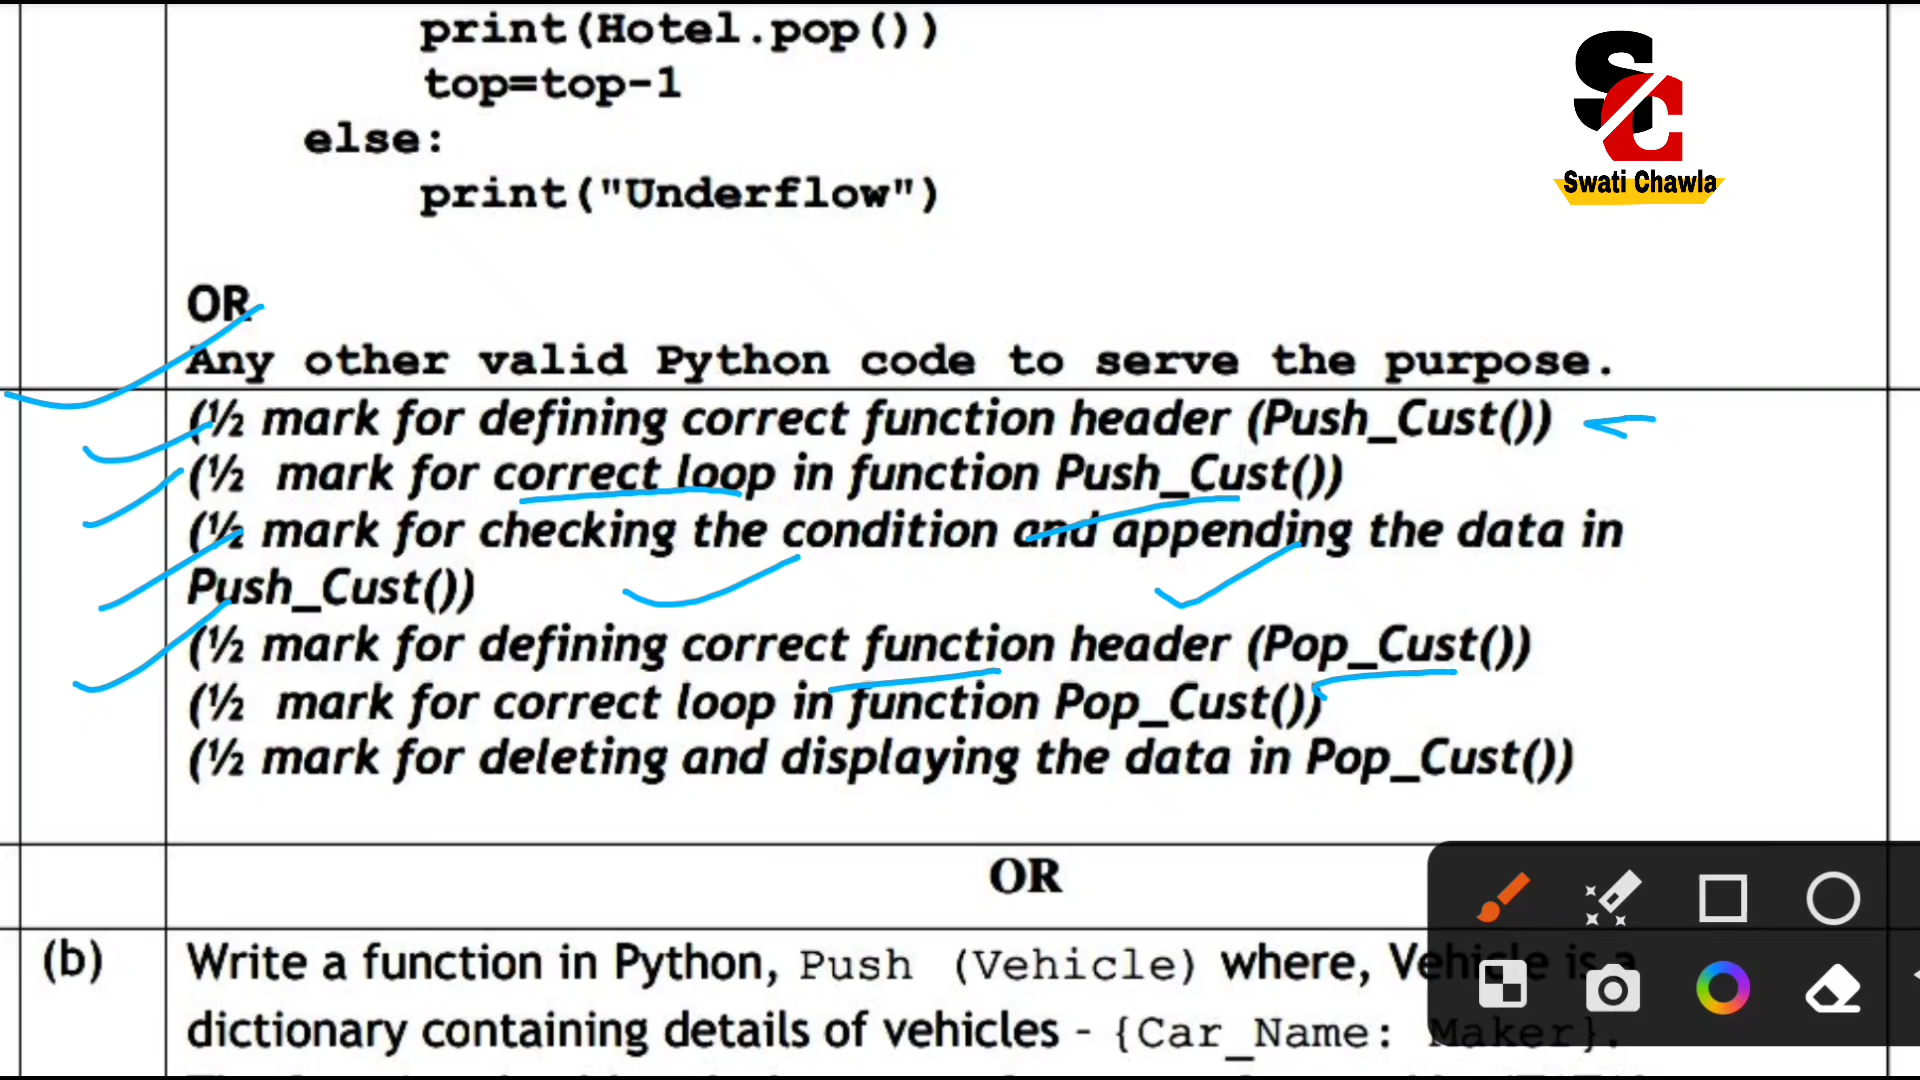 print(Hotel.pop())
top=top-1
else:
print("Underflow")
SC
Swati Chawla
OR
Any other valid Python code to serve the purpose.
(½ mark for defining correct function header (Push_Cust())
(½ mark for correct loop in function Push_Cust())
(½ mark for checking the condition and appending the data in
Push_Cust())
(½ mark for defining correct function header (Pop_Cust())
(½ mark for correct loop in function Pop_Cust())
(½ mark for deleting and displaying the data in Pop_Cust())
OR
(b) Write a function in Python, Push (Vehicle) where, Vehicle is a
dictionary containing details of vehicles - {Car_Name: Maker}.